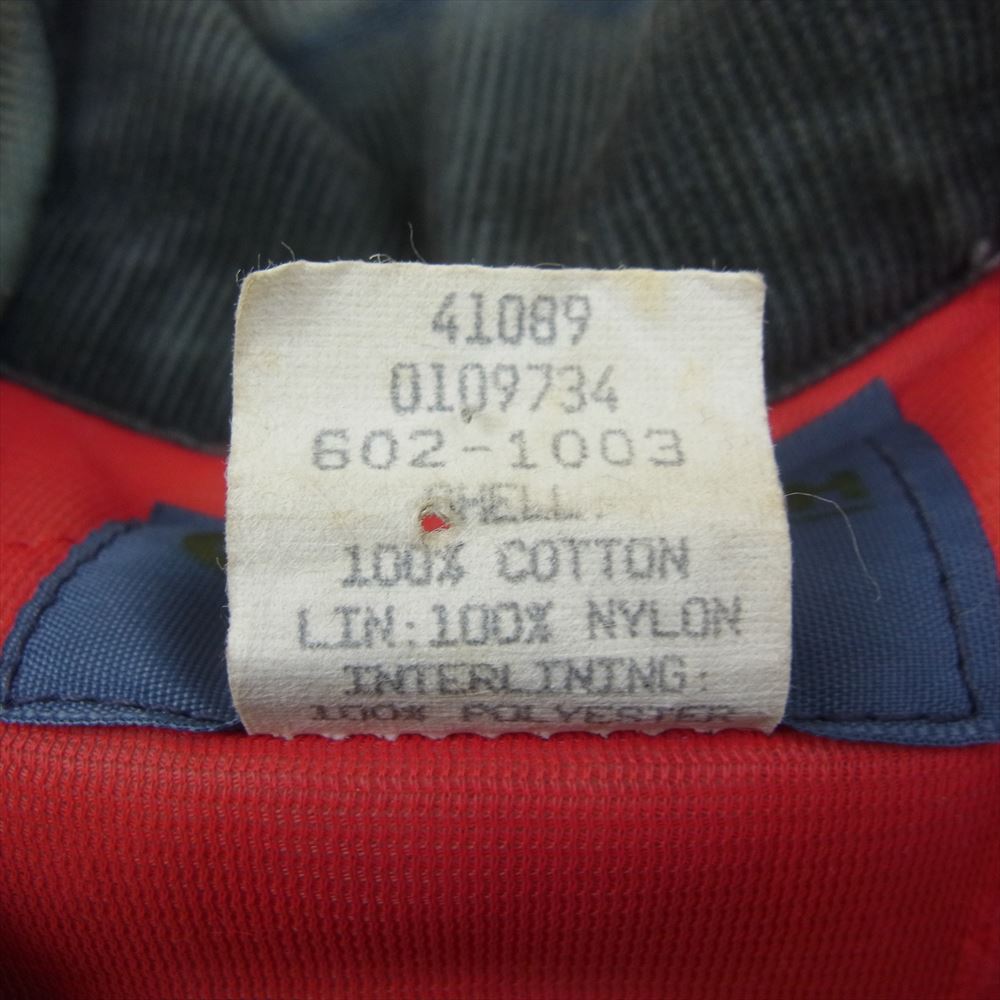 41089
0109734
602-1003
SHELL:
100% COTTON
LIN:100% NYLON
INTERLINING:
100% POLYESTER